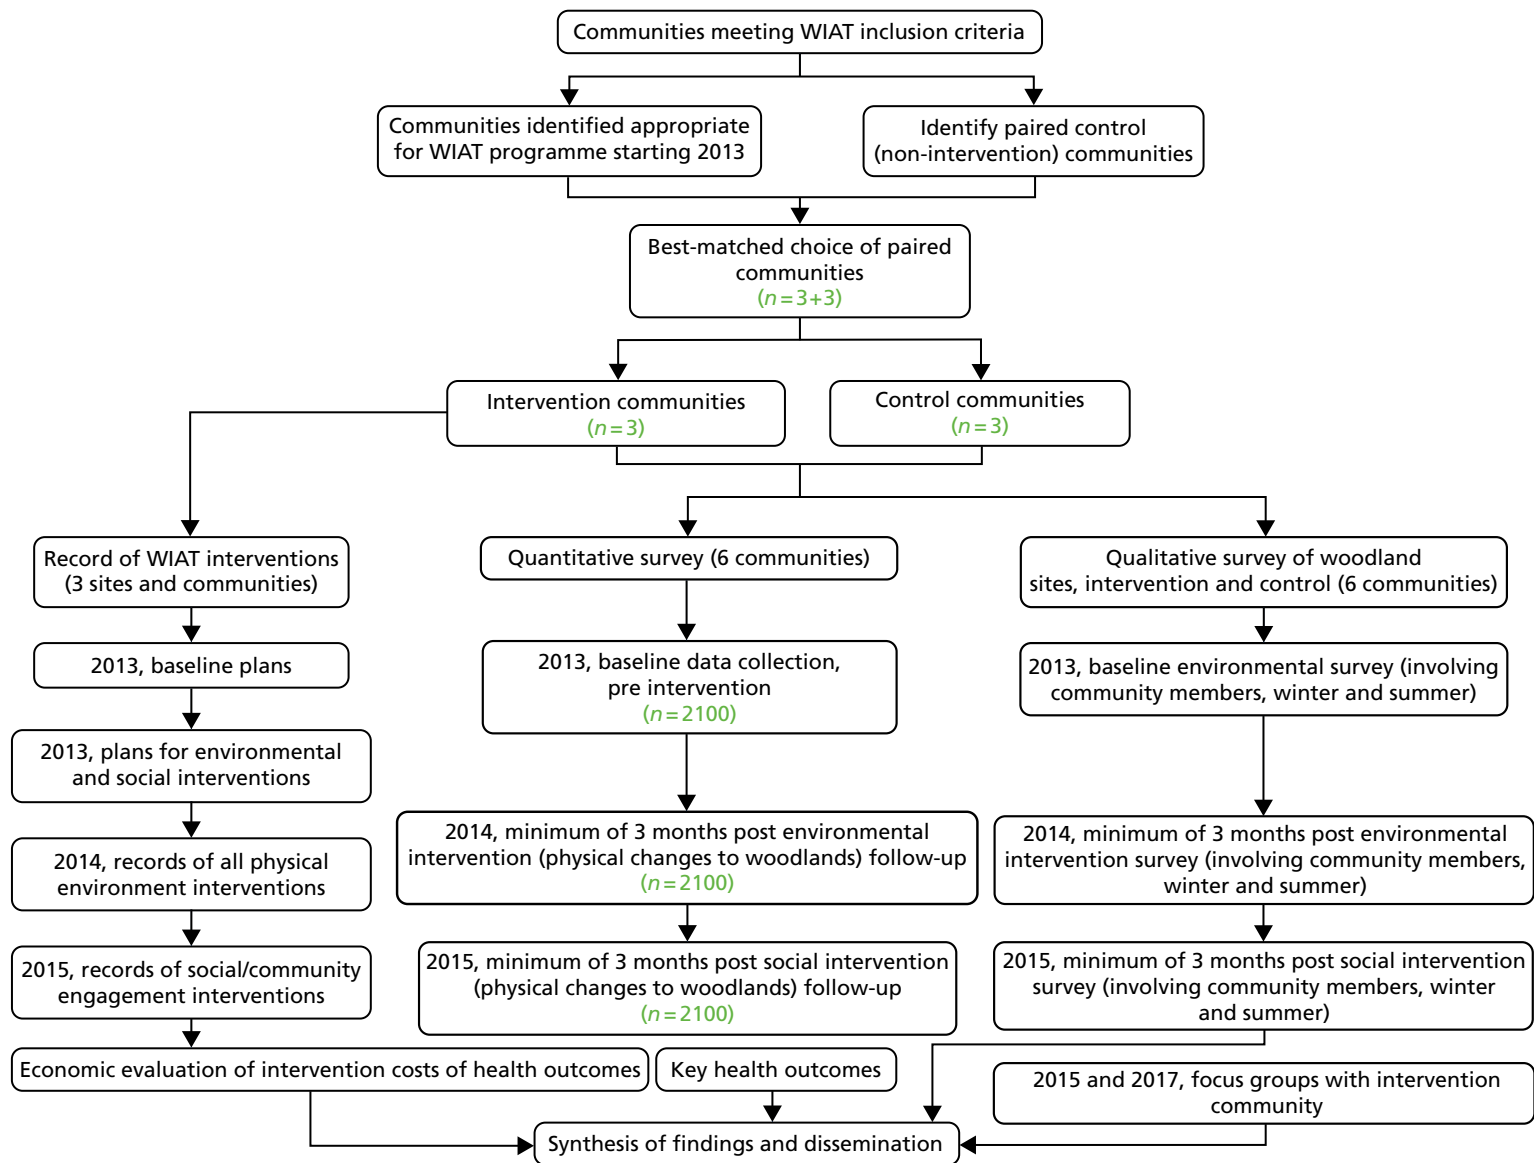 Communities meeting WIAT inclusion criteria
Communities identified appropriate
for WIAT programme starting 2013
Identify paired control
(non-intervention) communities
Best-matched choice of paired
communities
(n=3+3)
Intervention communities
(n=3)
Control communities
(n=3)
Record of WIAT interventions
(3 sites and communities)
2013, baseline plans
2013, plans for environmental
and social interventions
2014, records of all physical
environment interventions
2015, records of social/community
engagement interventions
Economic evaluation of intervention costs of health outcomes
Quantitative survey (6 communities)
2013, baseline data collection,
pre intervention
(n=2100)
2014, minimum of 3 months post environmental
intervention (physical changes to woodlands) follow-up
(n=2100)
2015, minimum of 3 months post social intervention
(physical changes to woodlands) follow-up
(n=2100)
Key health outcomes
Qualitative survey of woodland
sites, intervention and control (6 communities)
2013, baseline environmental survey (involving
community members, winter and summer)
2014, minimum of 3 months post environmental
intervention survey (involving community members,
winter and summer)
2015, minimum of 3 months post social intervention
survey (involving community members, winter
and summer)
2015 and 2017, focus groups with intervention
community
Synthesis of findings and dissemination